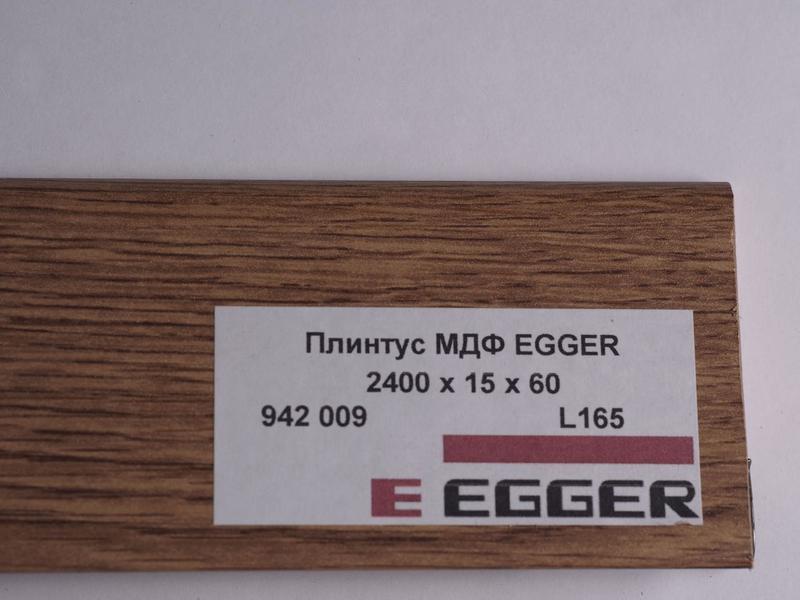 Плинтус МДФ EGGER
2400 x 15 x 60
942 009 L165
E EGGER